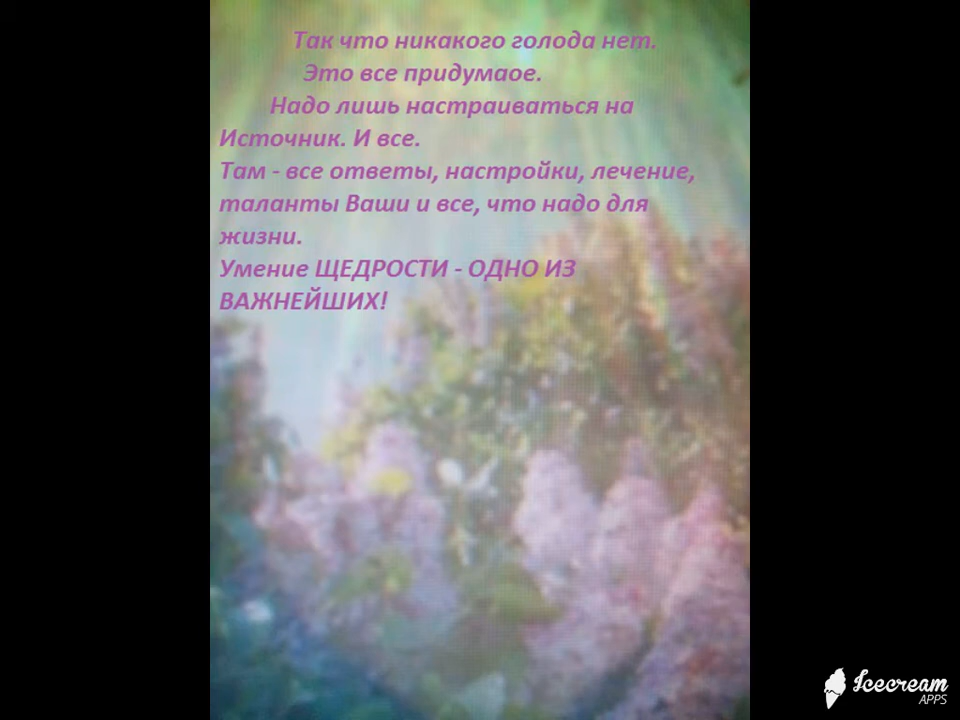 Так что никакого голода нет.
Это все придумаое.
Надо лишь настраиваться на
Источник. И все.
Там - все ответы, настройки, лечение,
таланты Ваши и все, что надо для
жизни.
Умение ЩЕДРОСТИ - ОДНО ИЗ
ВАЖНЕЙШИХ!
Icecream
APPS